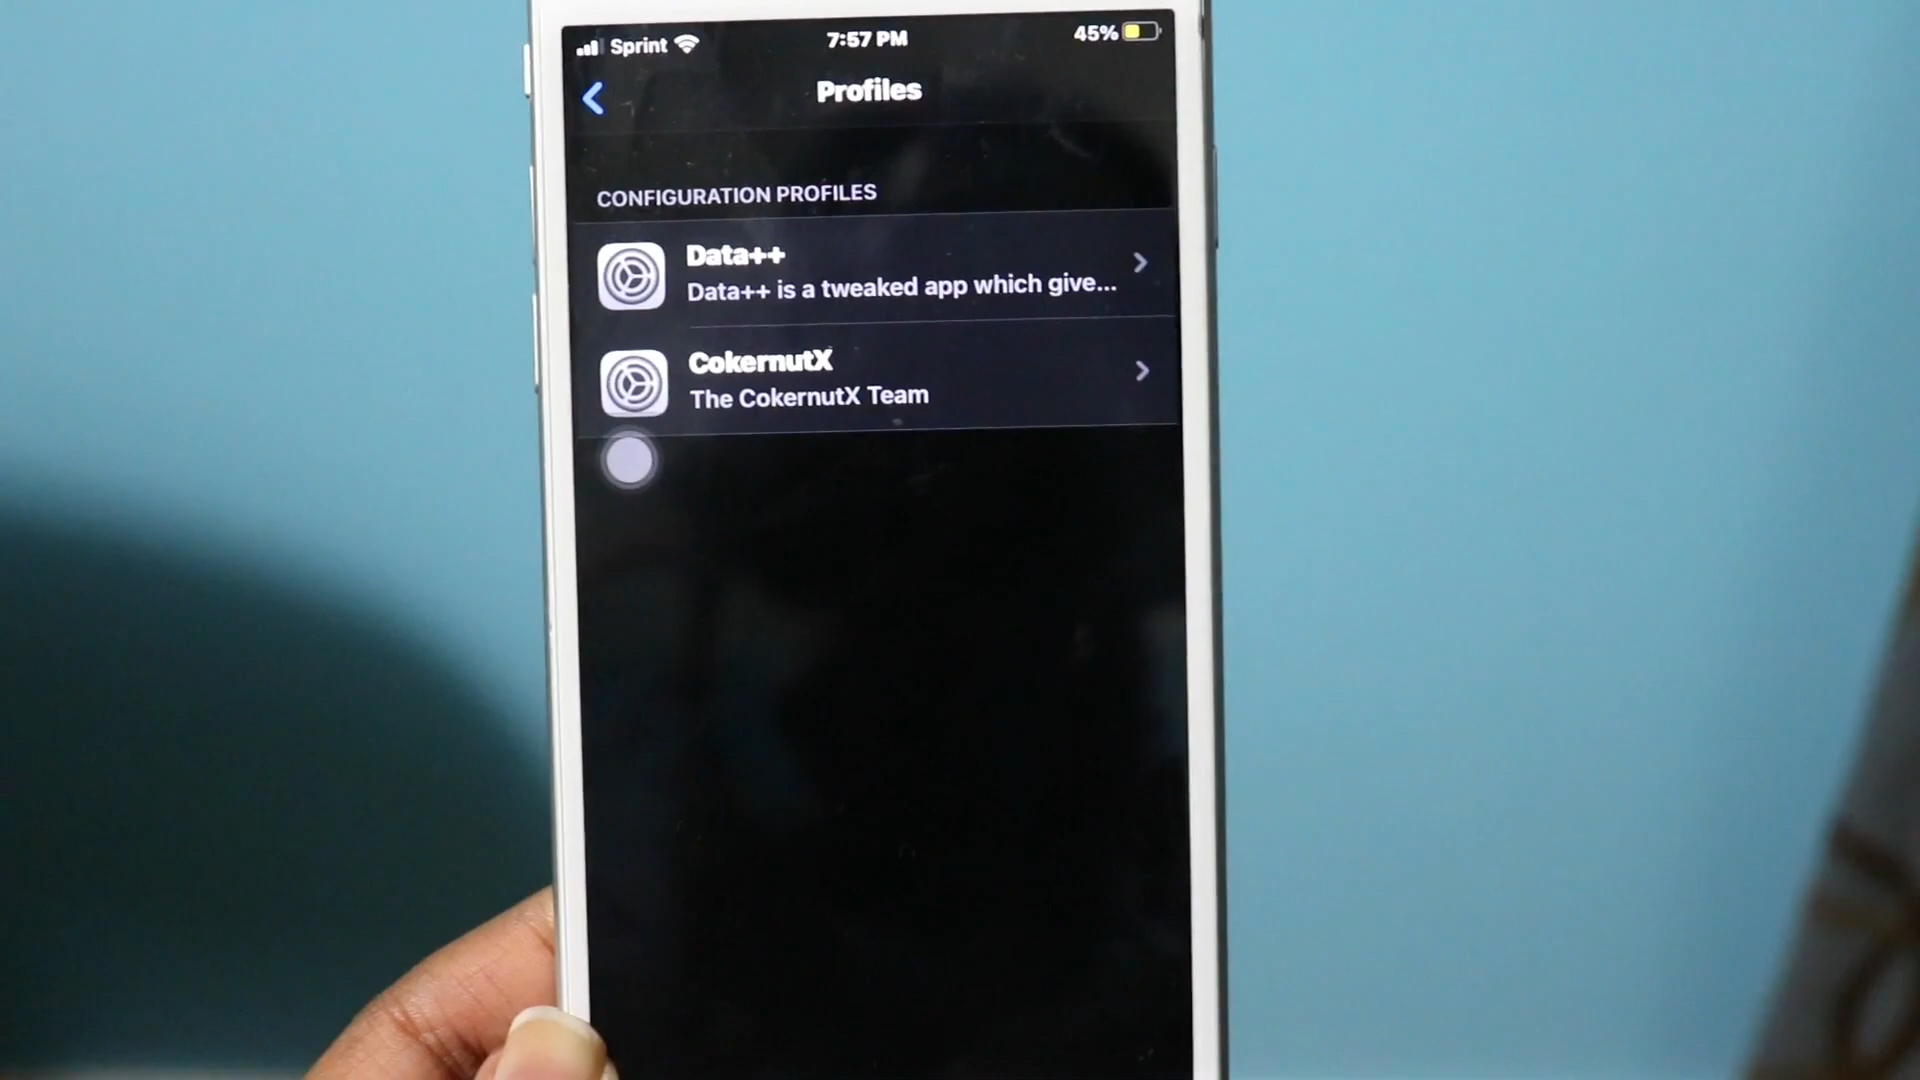 Sprint 7:57 PM 45%
Profiles
CONFIGURATION PROFILES
Data++
Data++ is a tweaked app which give...
CokernutX
The CokernutX Team